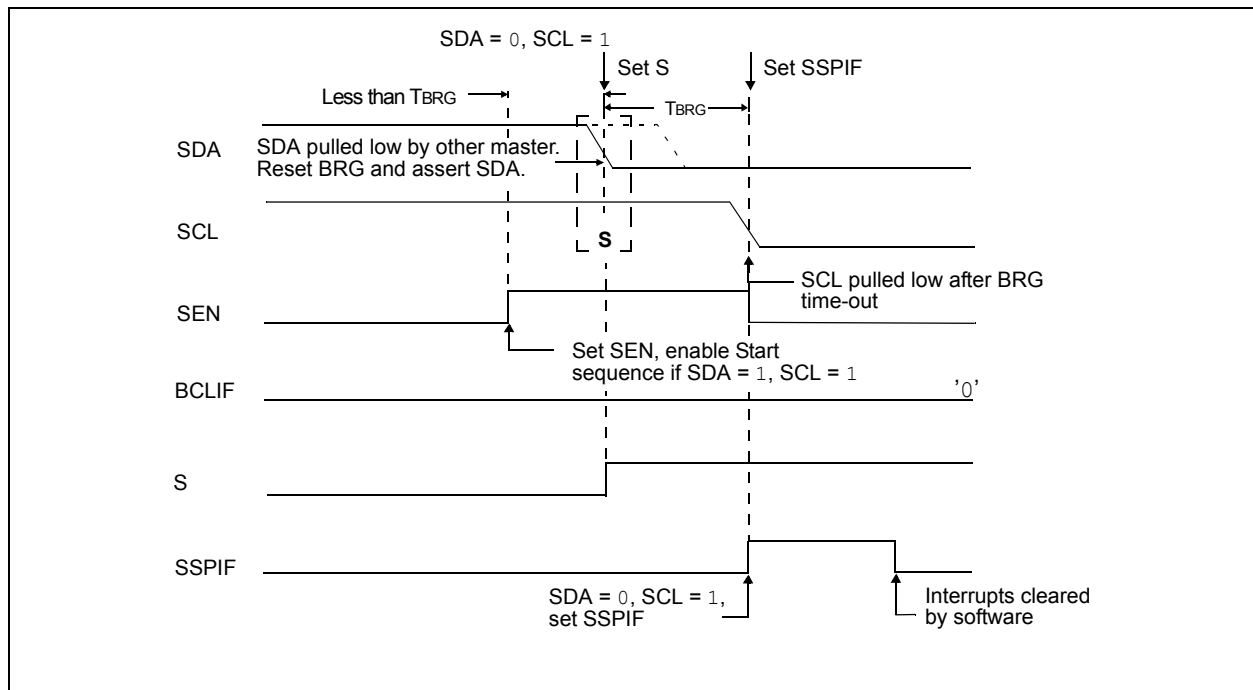 SDA = 0, SCL = 1
Set S
Set SSPIF
Less than TBRG
TBRG
SDA
SDA pulled low by other master.
Reset BRG and assert SDA.
SCL
S
SCL pulled low after BRG
time-out
SEN
Set SEN, enable Start
sequence if SDA = 1, SCL = 1
BCLIF
'0'
S
SSPIF
SDA = 0, SCL = 1,
set SSPIF
Interrupts cleared
by software